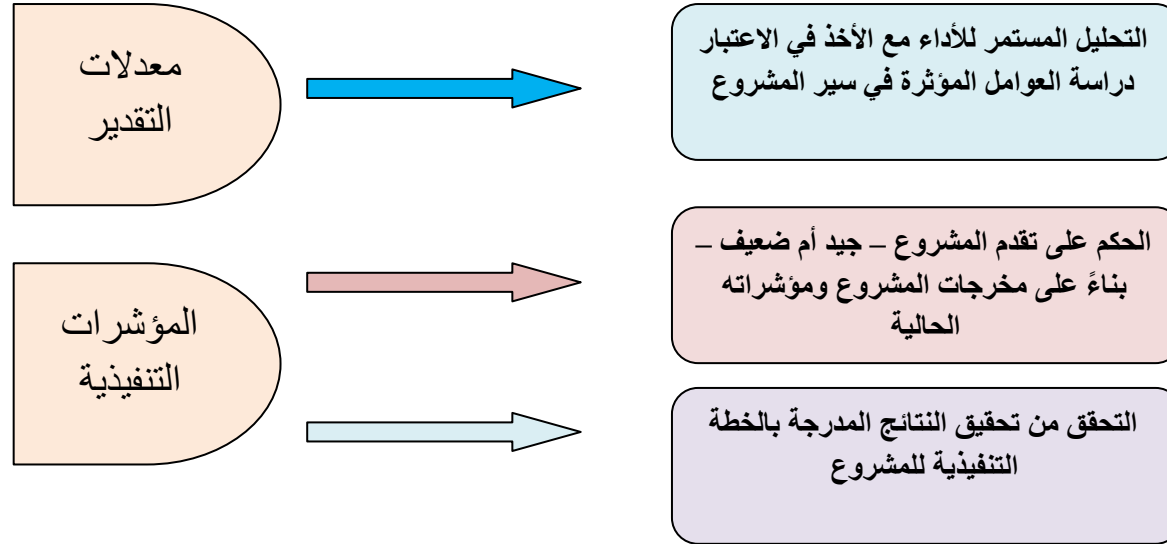 معدلات
التقدير
التحليل المستمر للأداء مع الأخذ في الاعتبار
دراسة العوامل المؤثرة في سير المشروع
المؤشرات
التنفيذية
الحكم على تقدم المشروع – جيد أم ضعيف –
بناءً على مخرجات المشروع ومؤشراته
الحالية
التحقق من تحقيق النتائج المدرجة بالخطة
التنفيذية للمشروع